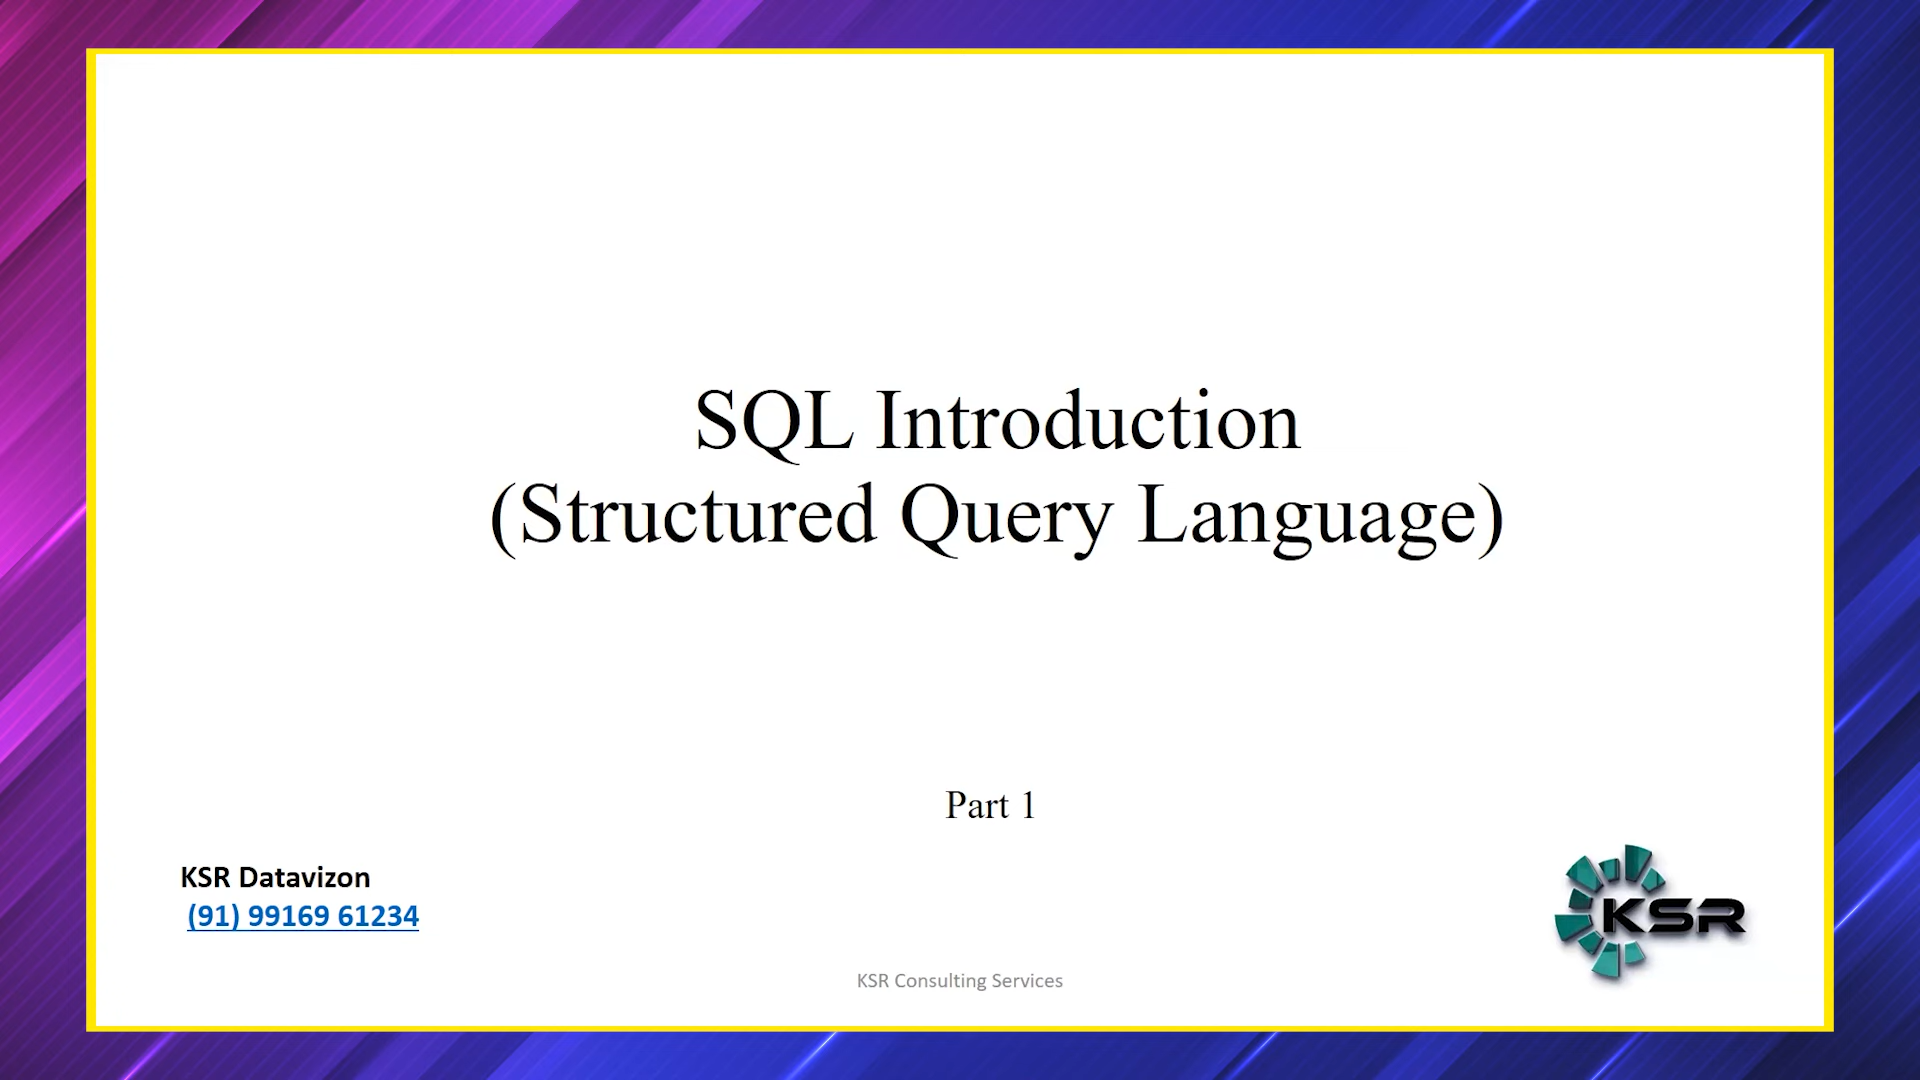 SQL Introduction
(Structured Query Language)
Part 1
KSR Datavizon
(91) 99169 61234
KSR
KSR Consulting Services